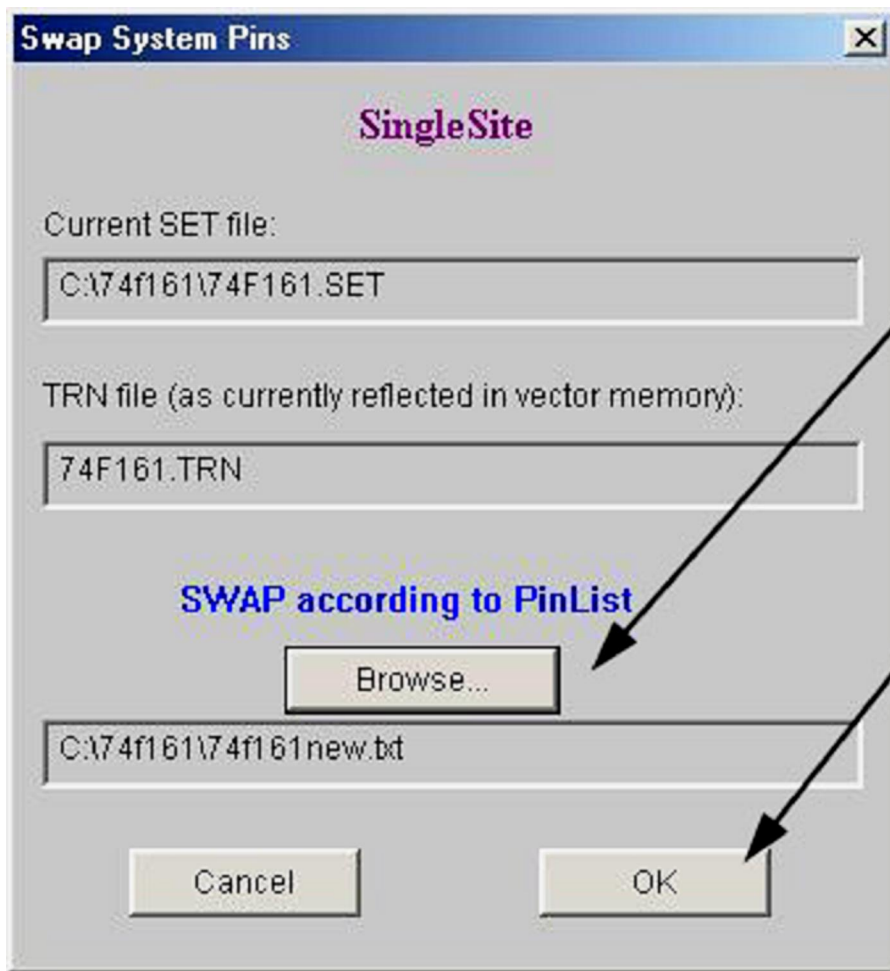 Swap System Pins
SingleSite
Current SET file:
C:\74f161\74F161.SET
TRN file (as currently reflected in vector memory):
74F161.TRN
SWAP according to PinList
Browse...
C:\74f161\74f161new.txt
Cancel OK